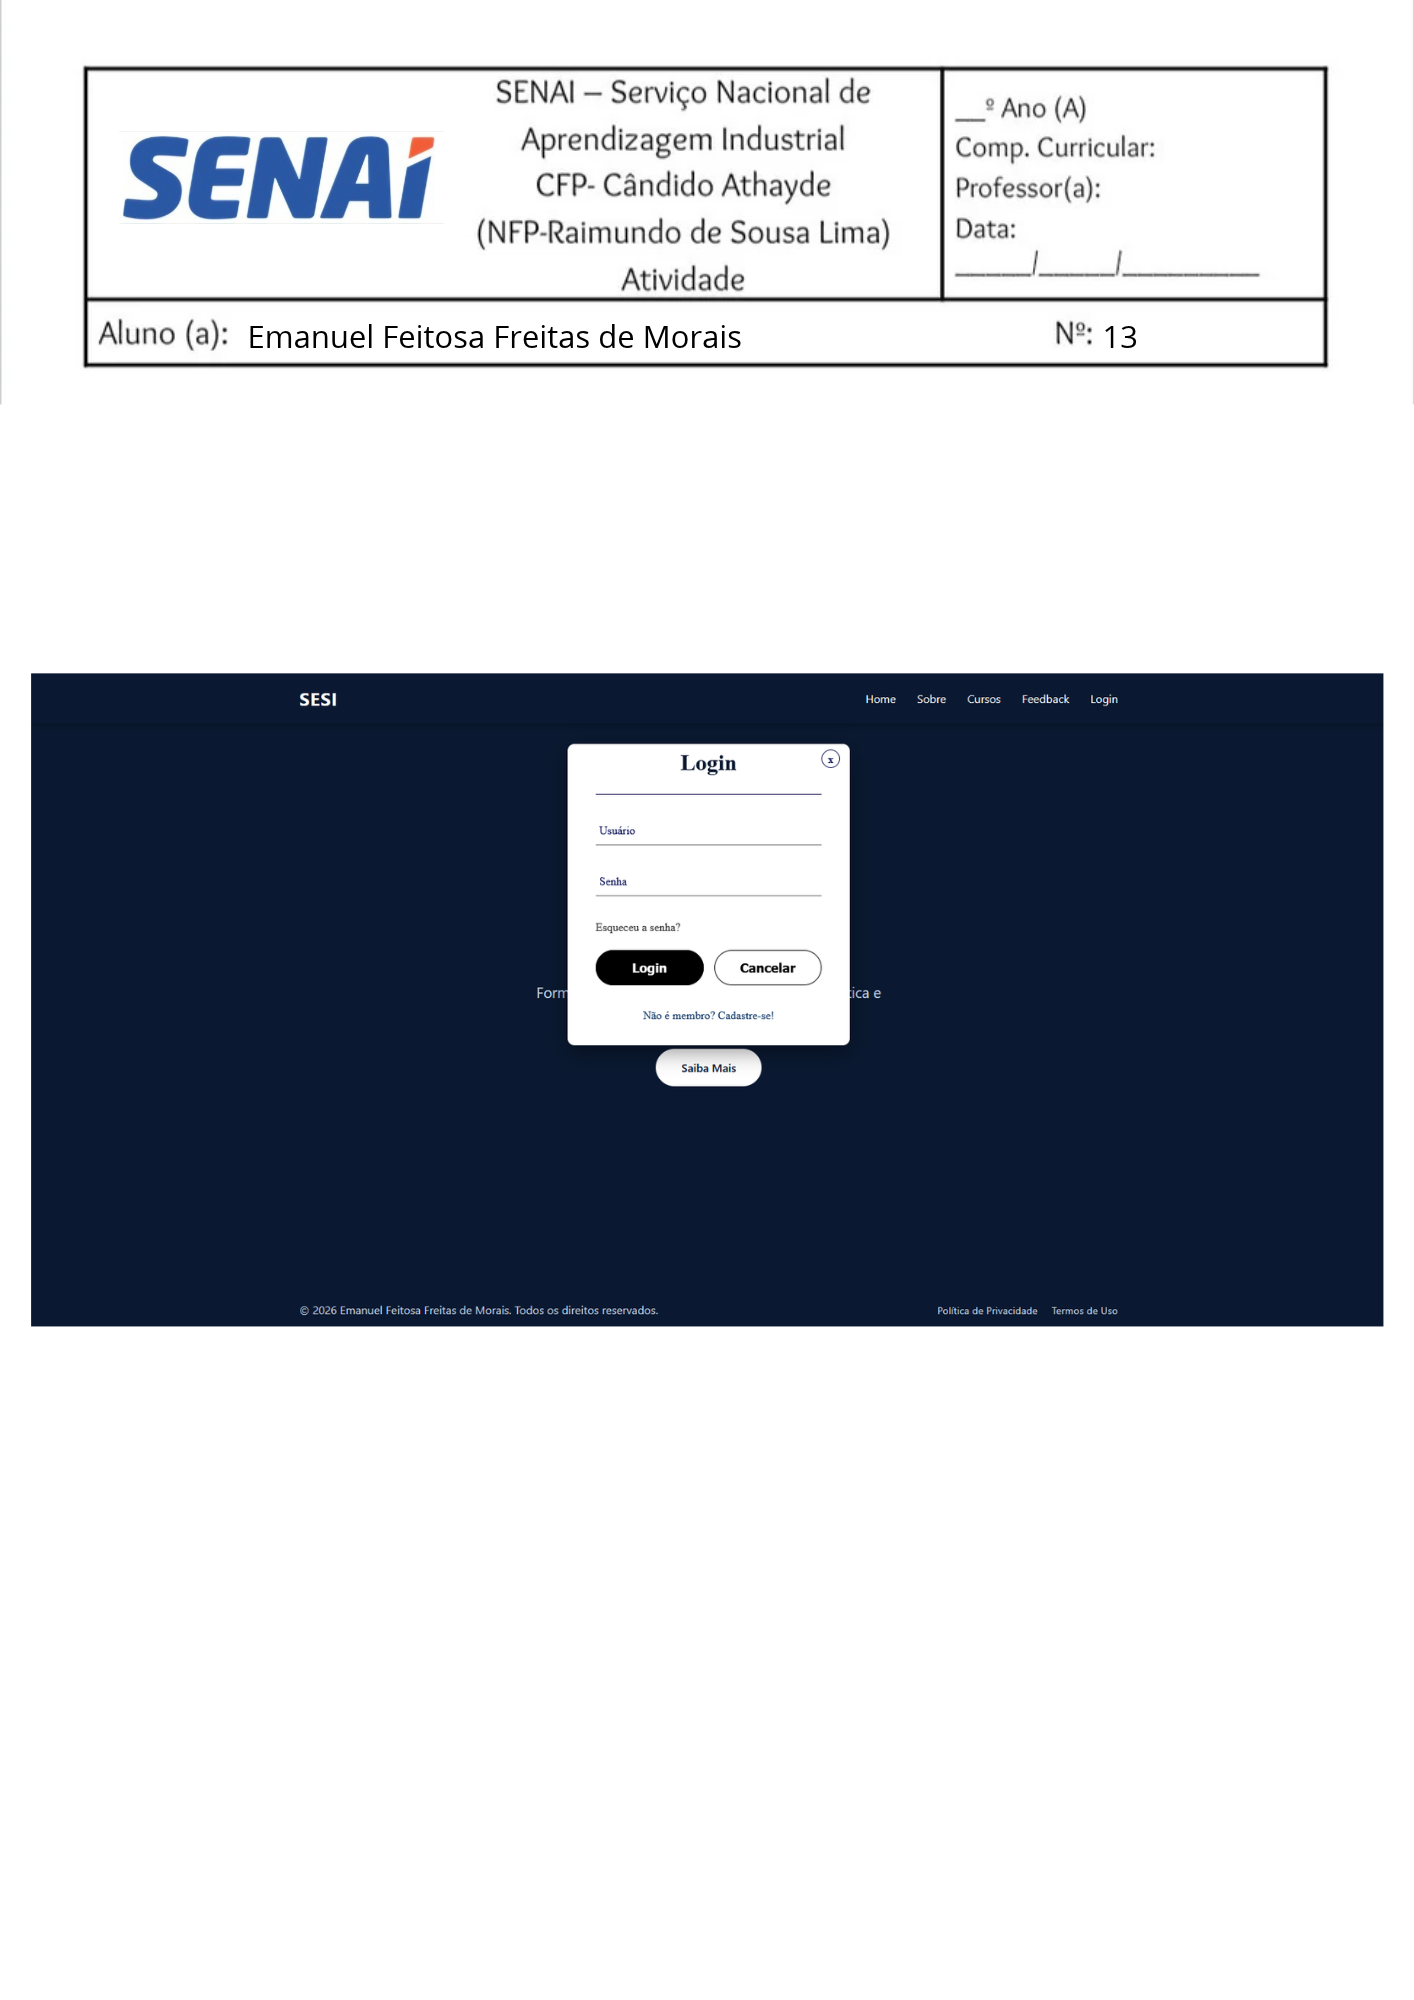 SENAI
SENAI – Serviço Nacional de
Aprendizagem Industrial
CFP- Cândido Athayde
(NFP-Raimundo de Sousa Lima)
Atividade
__º Ano (A)
Comp. Curricular:
Professor(a):
Data:
_____/_____/_________
Aluno (a): Emanuel Feitosa Freitas de Morais Nº: 13
SESI Home Sobre Cursos Feedback Login
Login x
Usuário
Senha
Esqueceu a senha?
Login Cancelar
Form tica e
Não é membro? Cadastre-se!
Saiba Mais
© 2026 Emanuel Feitosa Freitas de Morais. Todos os direitos reservados. Política de Privacidade Termos de Uso